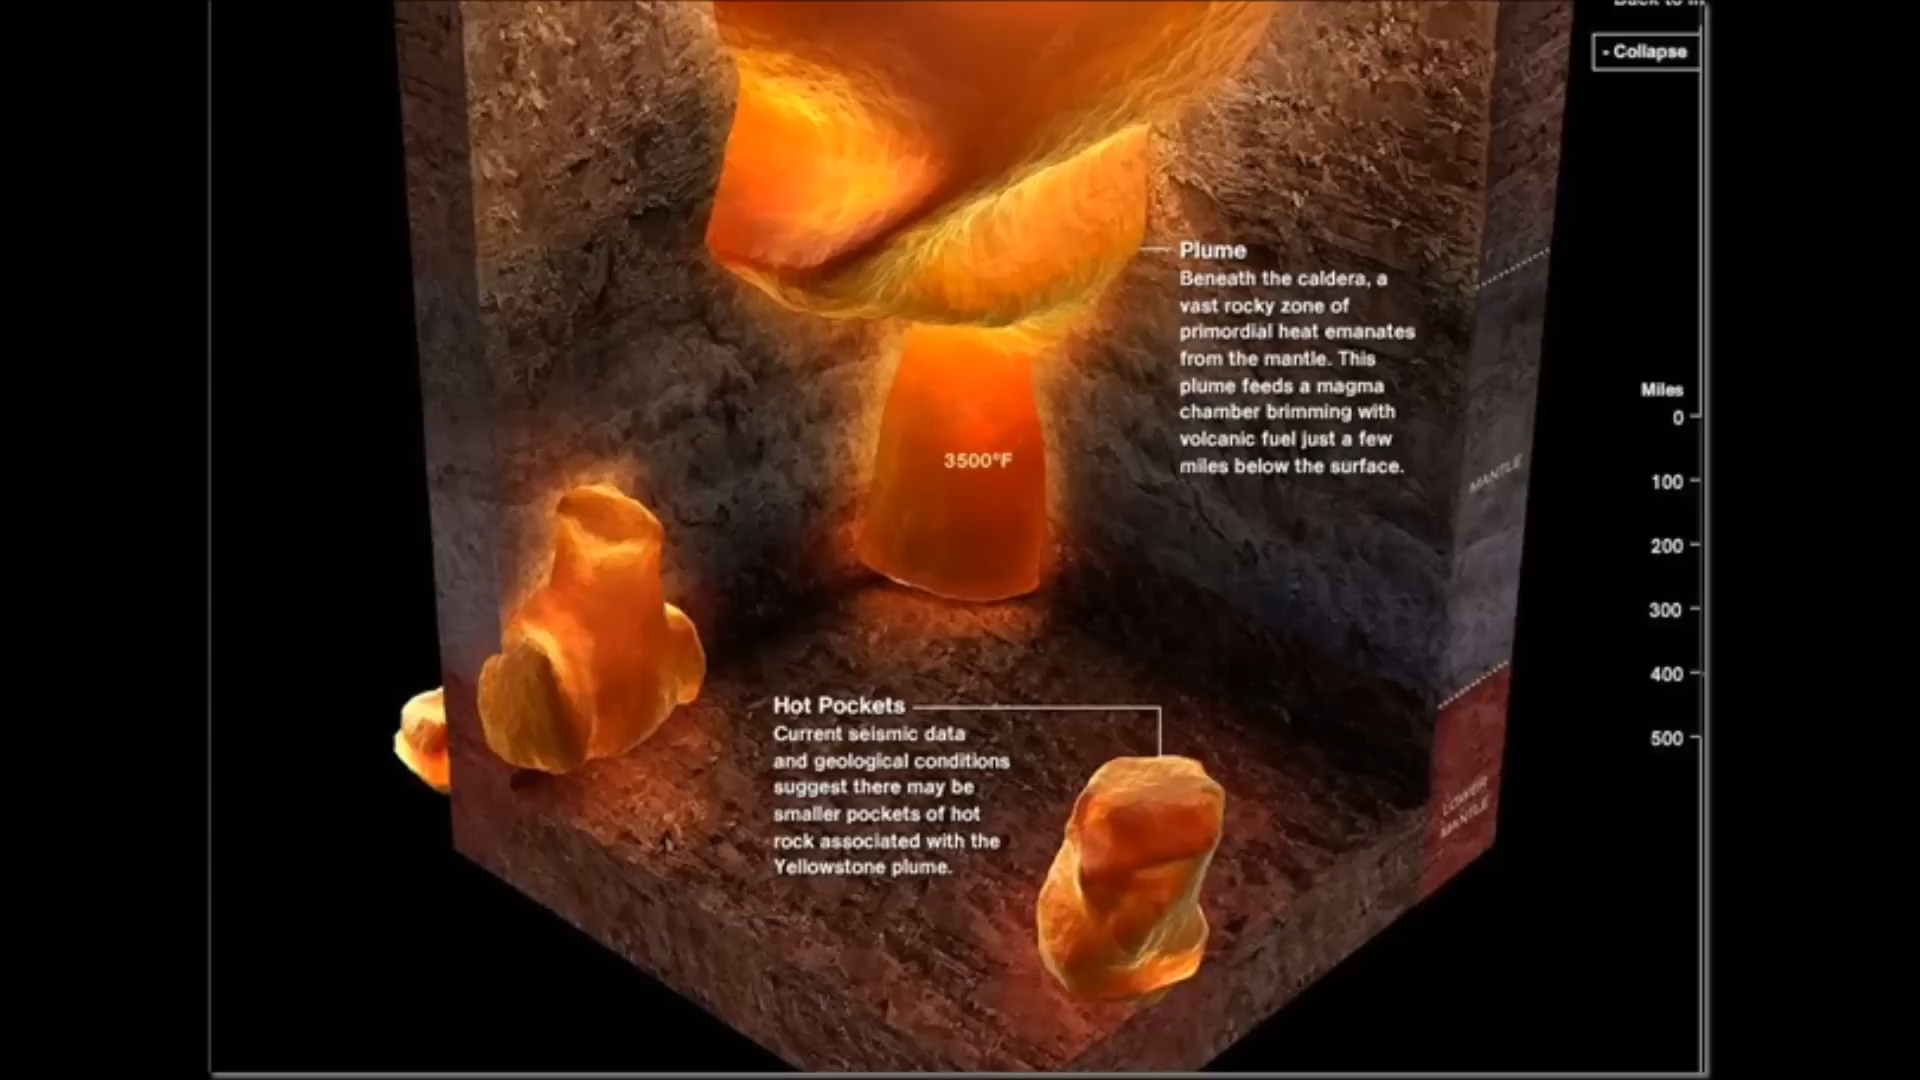 - Collapse
Plume
Beneath the caldera, a
vast rocky zone of
primordial heat emanates
from the mantle. This
plume feeds a magma
chamber brimming with
volcanic fuel just a few
miles below the surface.
3500°F
MANTLE
Miles
0
100
200
300
400
500
Hot Pockets
Current seismic data
and geological conditions
suggest there may be
smaller pockets of hot
rock associated with the
Yellowstone plume.
LOWER
MANTLE